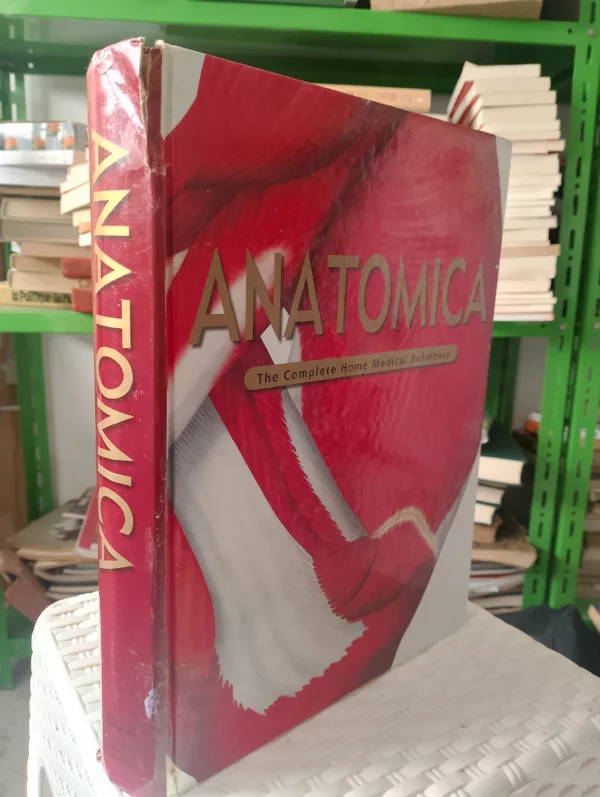 ANATOMICA
ANATOMICA
The Complete Home Medical Reference